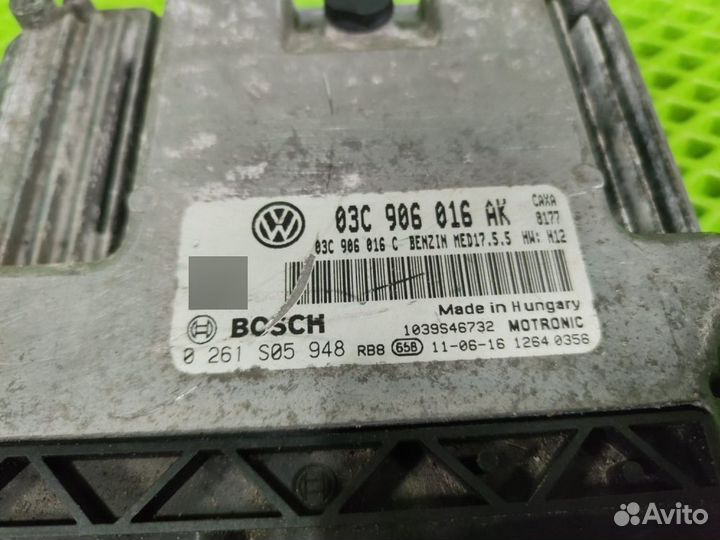 03C 906 016 AK CAXA
03C 906 016 C BENZIN MED17.5.5 HW: H12 8177
Made in Hungary
BOSCH 1039S46732 MOTRONIC
0 261 S05 948 RB8 658 11-06-16 1264 0356
Avito